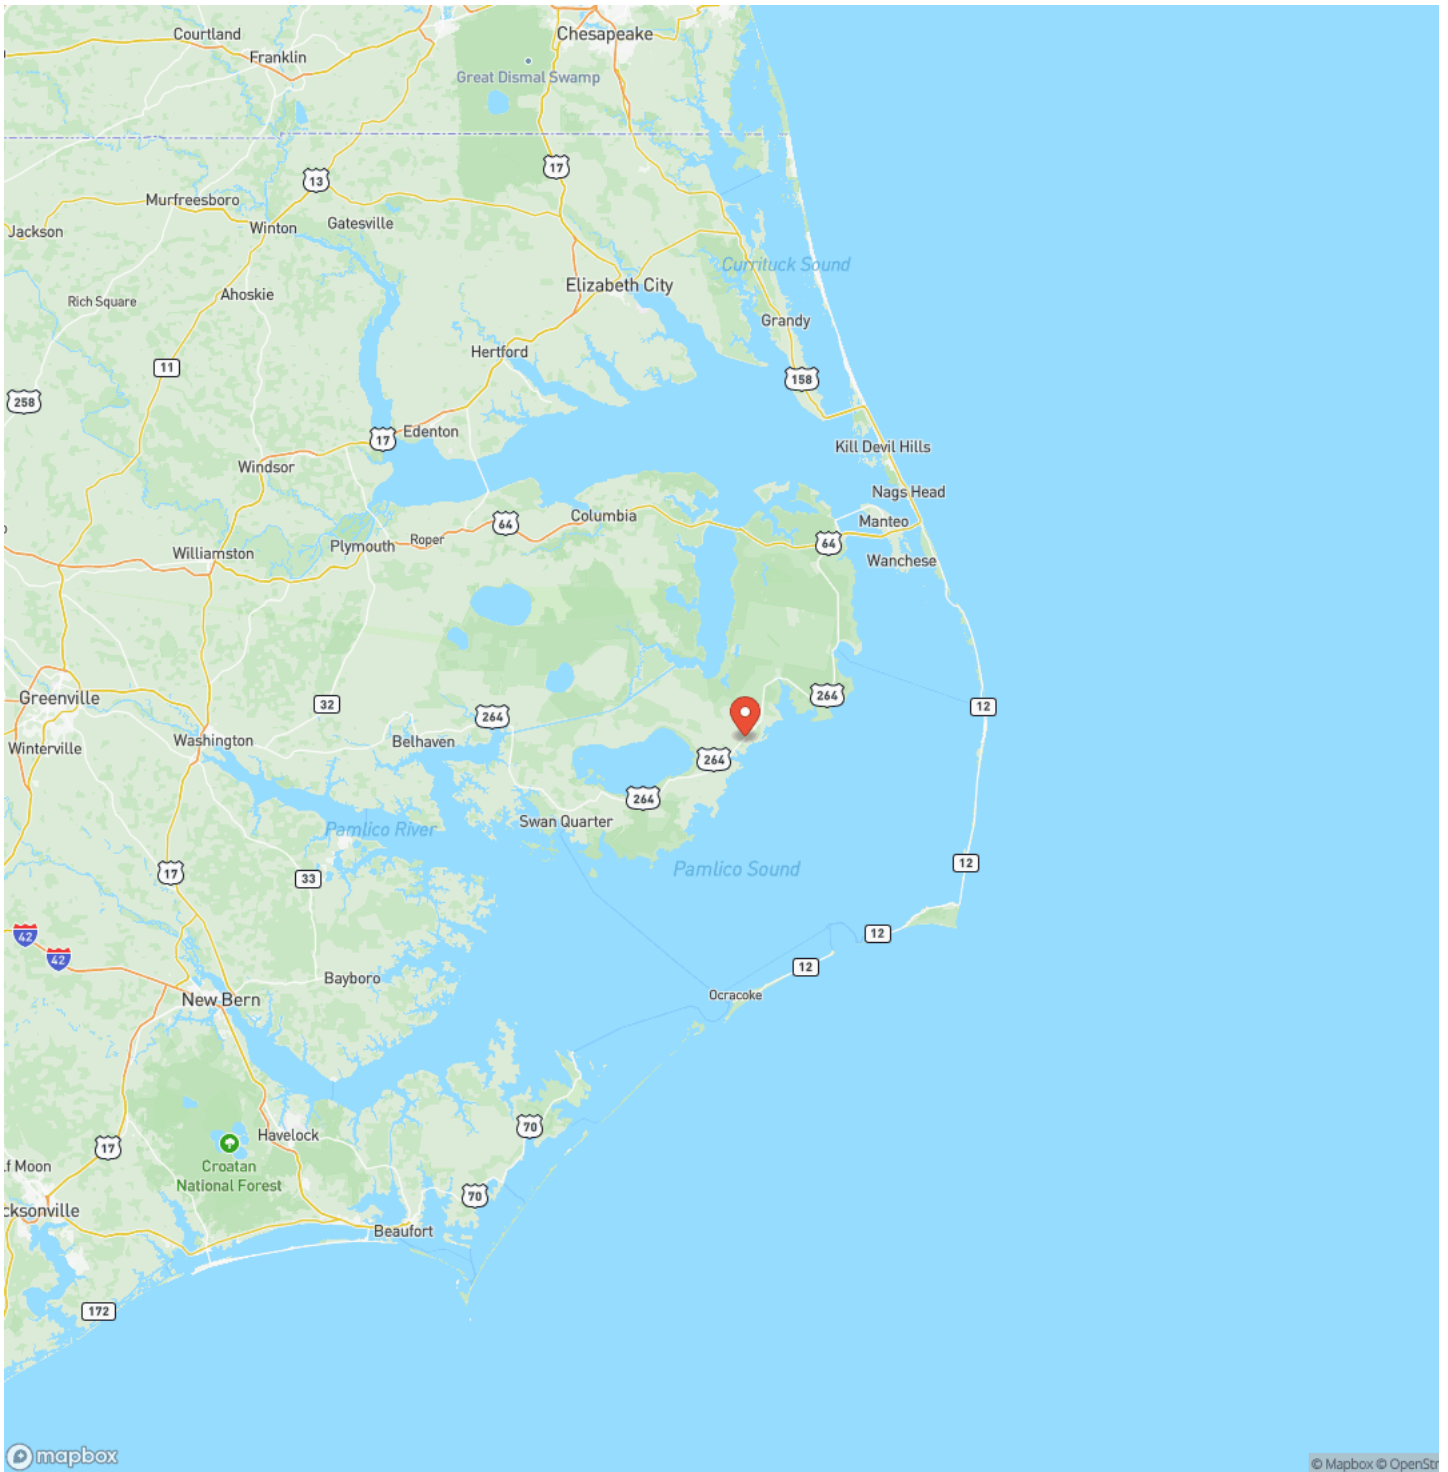 Courtland
Chesapeake
Franklin
Great Dismal Swamp
17
13
Murfreesboro
Gatesville
Winton
Jackson
Currituck Sound
Elizabeth City
Ahoskie
Rich Square
Grandy
Hertford
11
158
258
Edenton
17
Kill Devil Hills
Windsor
Nags Head
Columbia
Manteo
64
Roper
Plymouth
64
Williamston
Wanchese
Greenville
32
264
264
12
Winterville
Washington
Belhaven
264
264
Swan Quarter
Pamlico River
Pamlico Sound
12
17
33
42
42
12
12
Bayboro
Ocracoke
New Bern
70
Havelock
17
lf Moon
Croatan
National Forest
70
cksonville
Beaufort
172
mapbox
© Mapbox © OpenStr